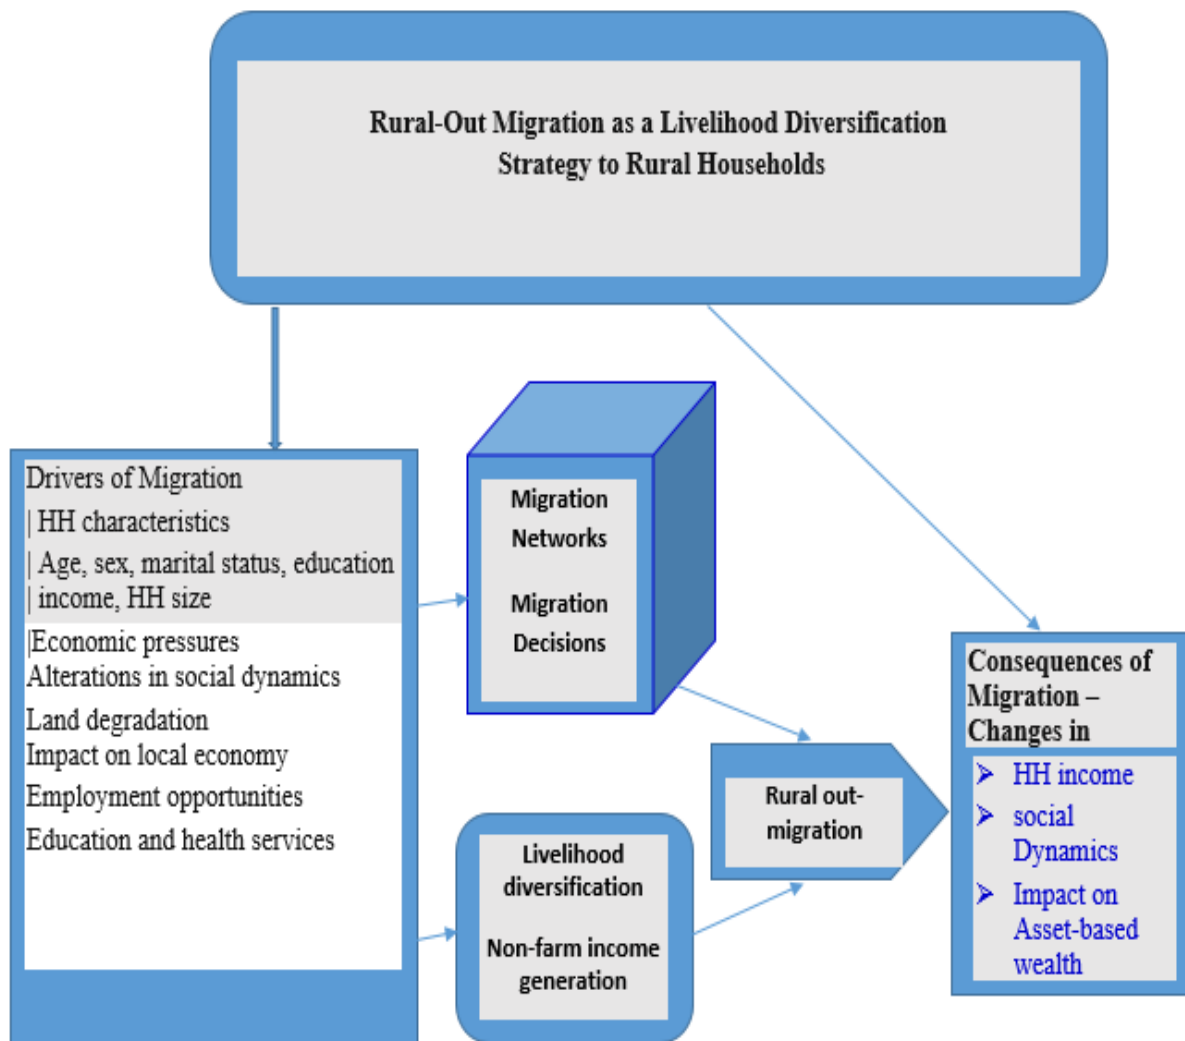 Rural-Out Migration as a Livelihood Diversification
Strategy to Rural Households
Drivers of Migration
| HH characteristics
| Age, sex, marital status, education
| income, HH size
|Economic pressures
Alterations in social dynamics
Land degradation
Impact on local economy
Employment opportunities
Education and health services
Migration
Networks
Migration
Decisions
Livelihood
diversification
Non-farm income
generation
Rural out-
migration
Consequences of
Migration –
Changes in
➢ HH income
➢ social
Dynamics
➢ Impact on
Asset-based
wealth